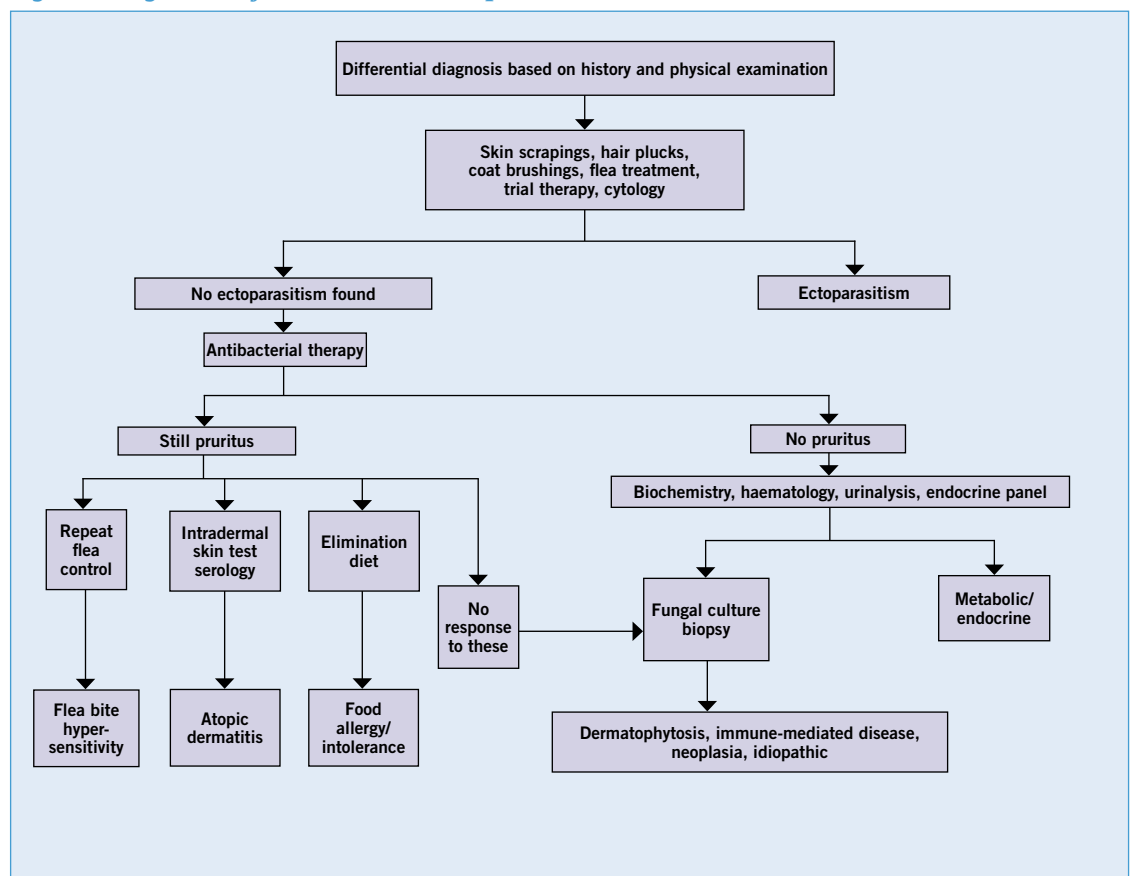 Differential diagnosis based on history and physical examination
Skin scrapings, hair plucks,
coat brushings, flea treatment,
trial therapy, cytology
No ectoparasitism found
Ectoparasitism
Antibacterial therapy
Still pruritus
No pruritus
Biochemistry, haematology, urinalysis, endocrine panel
Repeat
flea
control
Intradermal
skin test
serology
Elimination
diet
No
response
to these
Fungal culture
biopsy
Metabolic/
endocrine
Flea bite
hyper-
sensitivity
Atopic
dermatitis
Food
allergy/
intolerance
Dermatophytosis, immune-mediated disease,
neoplasia, idiopathic